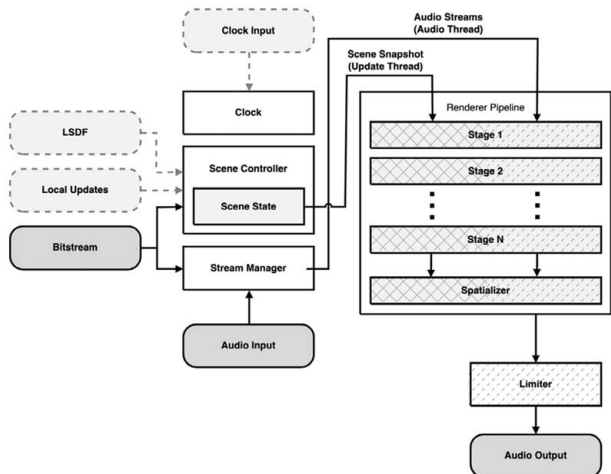 Clock Input
Audio Streams
(Audio Thread)
Scene Snapshot
(Update Thread)
Clock
Renderer Pipeline
LSDF
Stage 1
Scene Controller
Stage 2
Local Updates
Scene State
Bitstream
Stage N
Stream Manager
Spatializer
Audio Input
Limiter
Audio Output